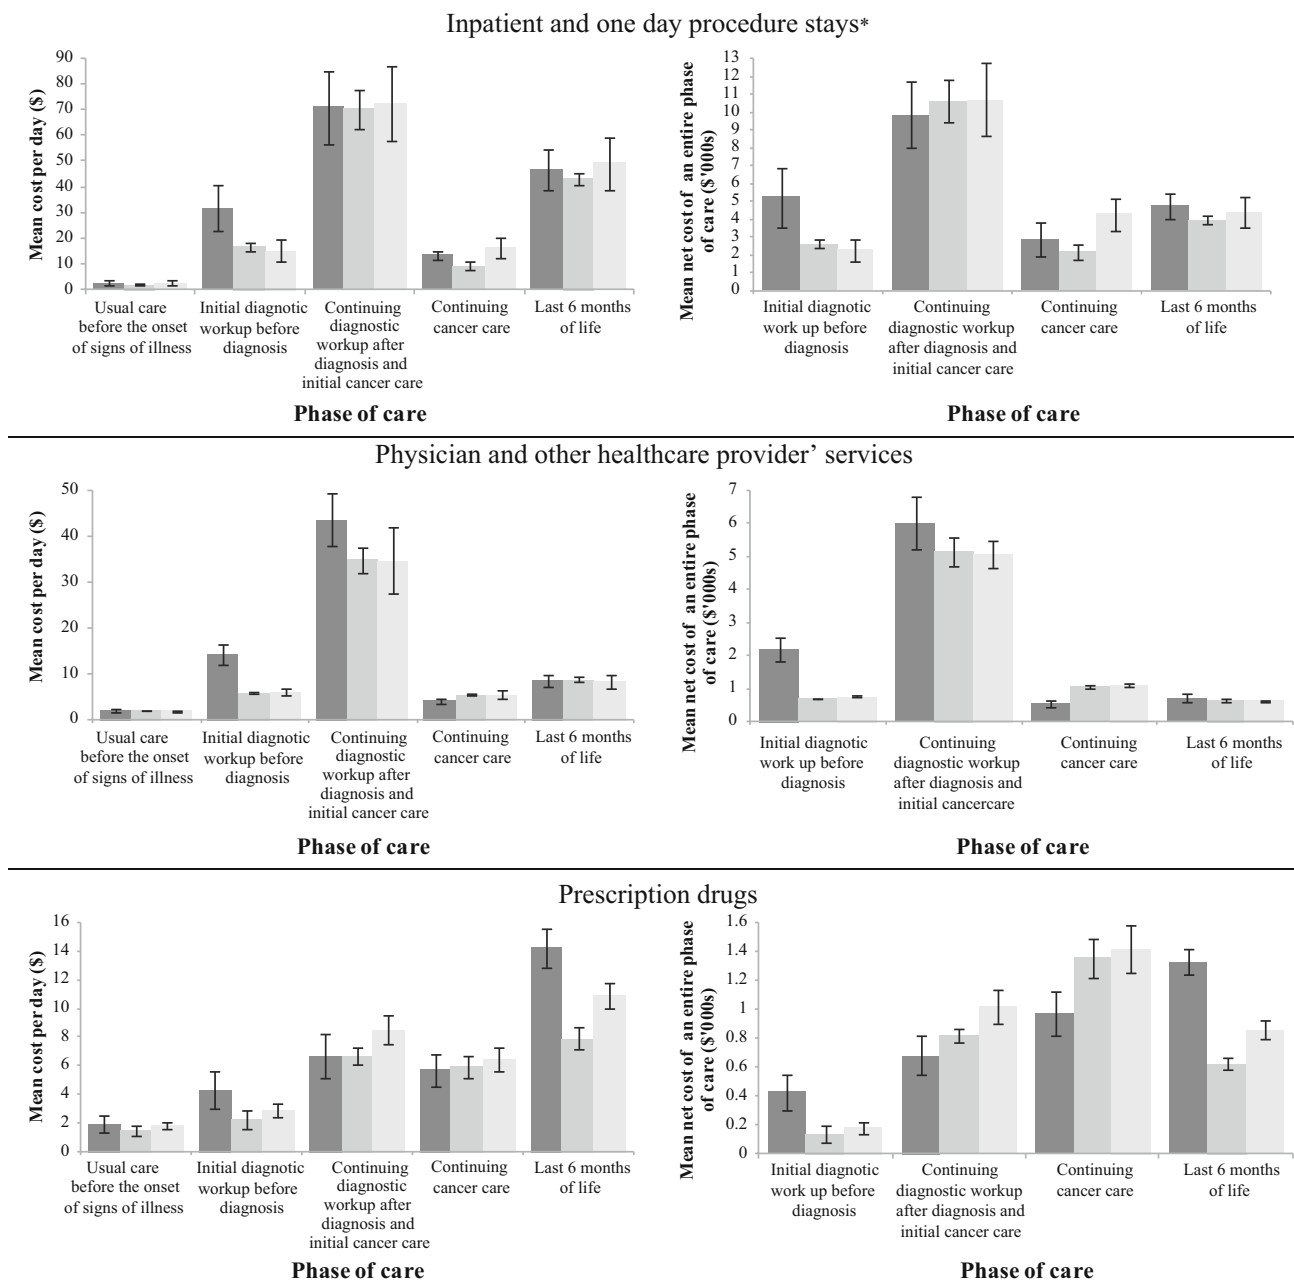 Inpatient and one day procedure stays*
Mean cost per day ($)
90
80
70
60
50
40
30
20
10
0
Usual care
before the onset
of signs of illness
Initial diagnotic
workup before
diagnosis
Continuing
diagnostic
workup after
diagnosis and
initial cancer care
Continuing
cancer care
Last 6 months
of life
Phase of care
Mean net cost of an entire phase
of care ($'000s)
13
12
11
10
9
8
7
6
5
4
3
2
1
0
Initial diagnotic
work up before
diagnosis
Continuing
diagnostic workup
after diagnosis and
initial cancer care
Continuing
cancer care
Last 6 months
of life
Phase of care
Physician and other healthcare provider’ services
Mean cost per day ($)
50
40
30
20
10
0
Usual care
before the onset
of signs of illness
Initial diagnotic
workup before
diagnosis
Continuing
diagnostic
workup after
diagnosis and
initial cancer care
Continuing
cancer care
Last 6 months
of life
Phase of care
Mean net cost of an entire phase
of care ($'000s)
7
6
5
4
3
2
1
0
Initial diagnotic
work up before
diagnosis
Continuing
diagnostic workup
after diagnosis and
initial cancercare
Continuing
cancer care
Last 6 months
of life
Phase of care
Prescription drugs
Mean cost per day ($)
16
14
12
10
8
6
4
2
0
Usual care
before the onset
of signs of illness
Initial diagnotic
workup before
diagnosis
Continuing
diagnostic
workup after
diagnosis and
initial cancer care
Continuing
cancer care
Last 6 months
of life
Phase of care
Mean net cost of an entire phase
of care ($'000s)
1.6
1.4
1.2
1
0.8
0.6
0.4
0.2
0
Initial diagnotic
work up before
diagnosis
Continuing
diagnostic workup
after diagnosis and
initial cancer care
Continuing
cancer care
Last 6 months
of life
Phase of care